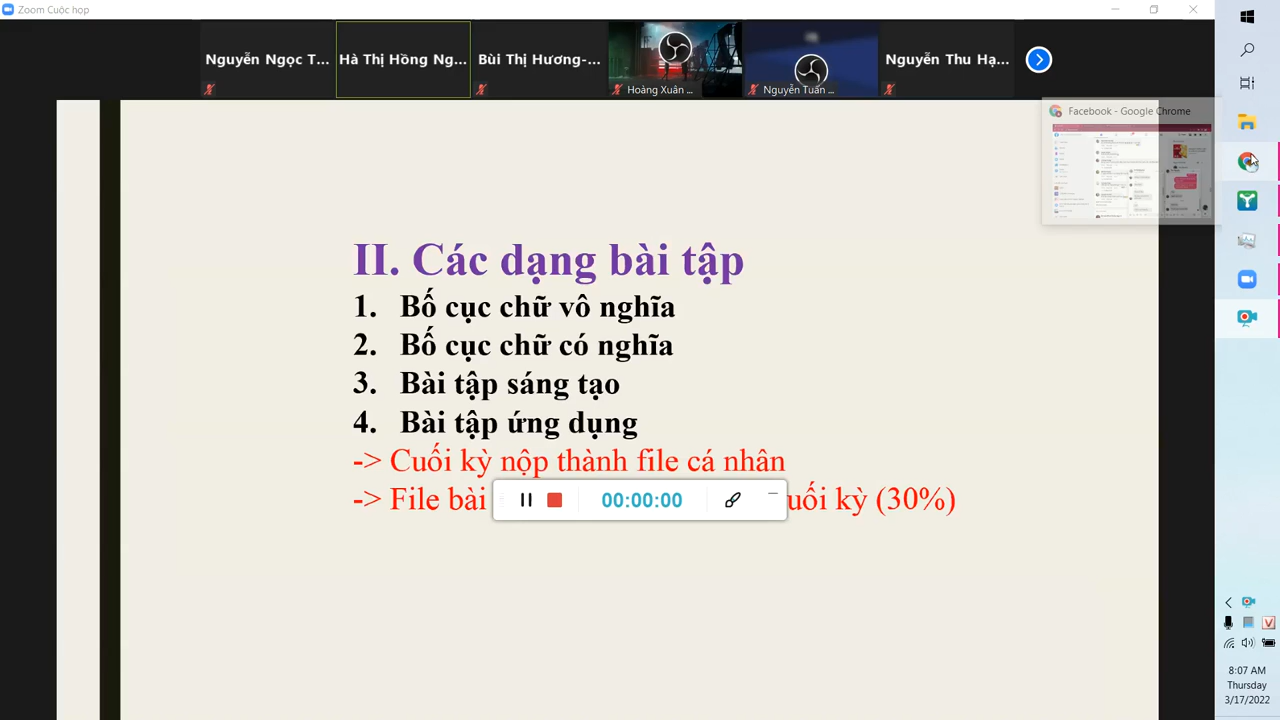 Zoom Cuộc họp
Nguyễn Ngọc T...
Hà Thị Hồng Ng...
Bùi Thị Hương-...
Hoàng Xuân ...
Nguyễn Tuấn ...
Nguyễn Thu Hạ...
Facebook - Google Chrome
II. Các dạng bài tập
1. Bố cục chữ vô nghĩa
2. Bố cục chữ có nghĩa
3. Bài tập sáng tạo
4. Bài tập ứng dụng
-> Cuối kỳ nộp thành file cá nhân
-> File bài
00:00:00
uối kỳ (30%)
8:07 AM
Thursday
3/17/2022